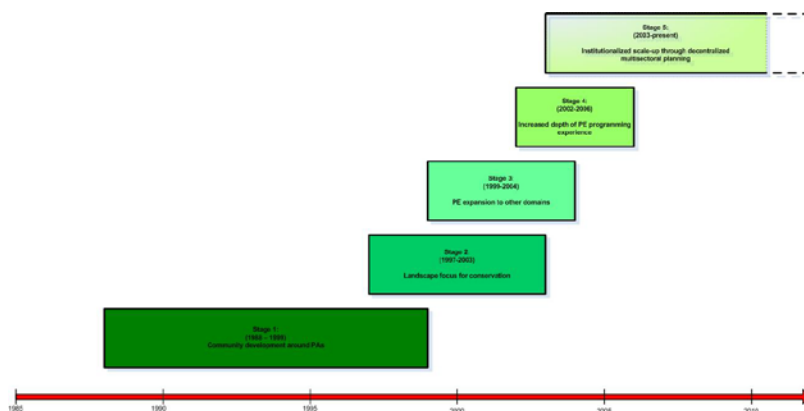 Stage 5:
(2003-present)
Institutionalized scale-up through decentralized
multisectoral planning
Stage 4:
(2002-2006)
Increased depth of PE programming
experience
Stage 3:
(1999-2004)
PE expansion to other domains
Stage 2:
(1997-2003)
Landscape focus for conservation
Stage 1:
(1988 – 1999)
Community development around PAs
1985 1990 1995 2000 2005 2010